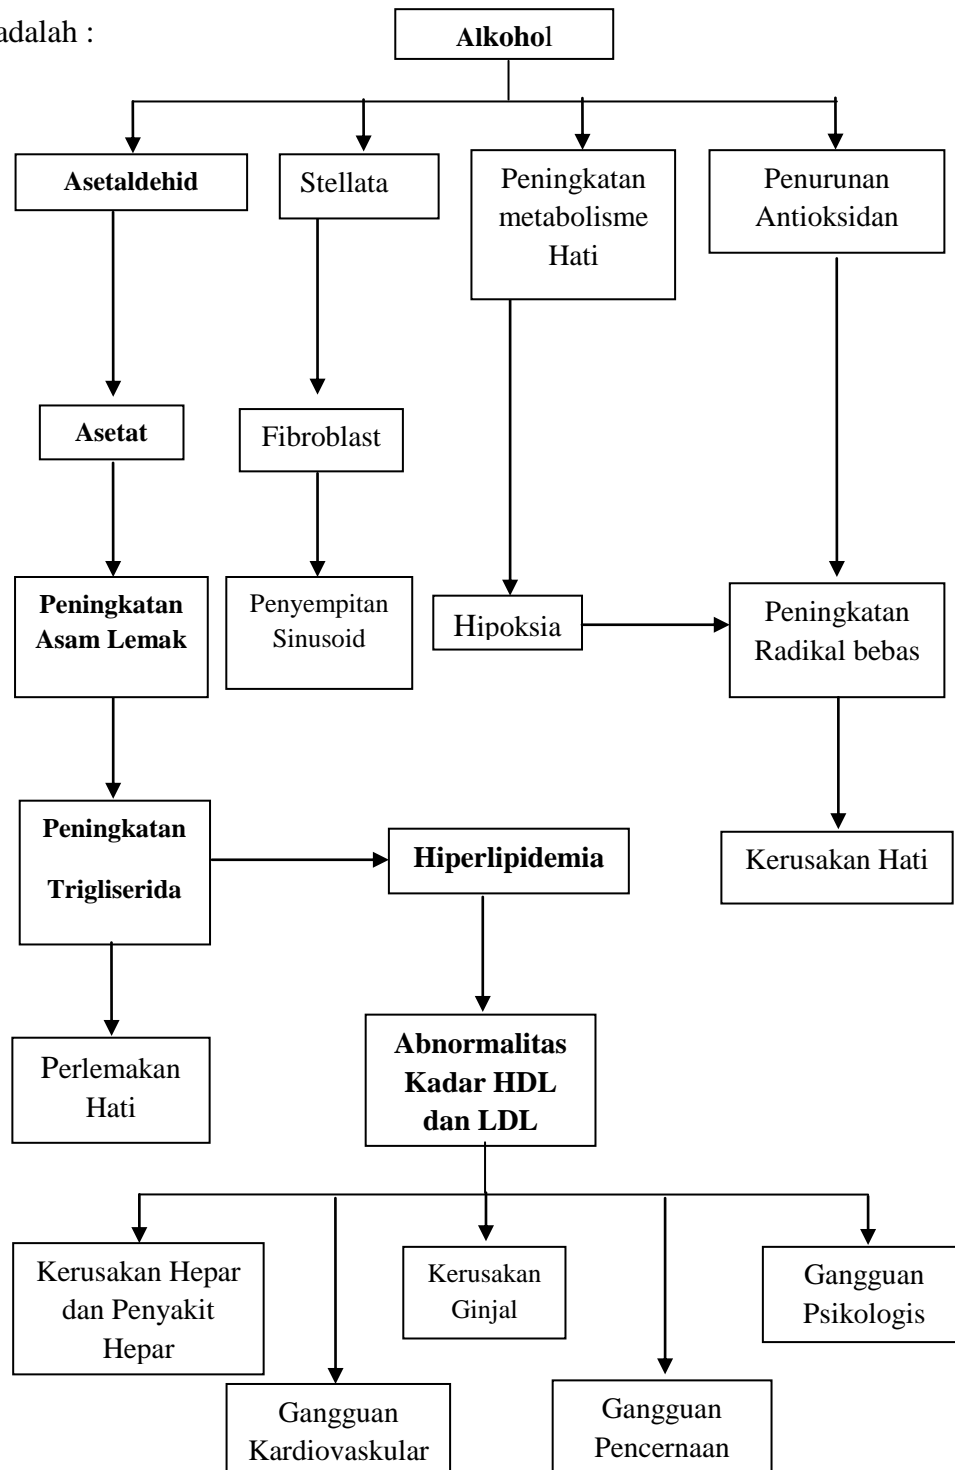 adalah :
Alkohol
Asetaldehid
Stellata
Peningkatan
metabolisme
Hati
Penurunan
Antioksidan
Asetat
Fibroblast
Peningkatan
Asam Lemak
Penyempitan
Sinusoid
Hipoksia
Peningkatan
Radikal bebas
Peningkatan
Trigliserida
Hiperlipidemia
Kerusakan Hati
Perlemakan
Hati
Abnormalitas
Kadar HDL
dan LDL
Kerusakan Hepar
dan Penyakit
Hepar
Kerusakan
Ginjal
Gangguan
Psikologis
Gangguan
Kardiovaskular
Gangguan
Pencernaan